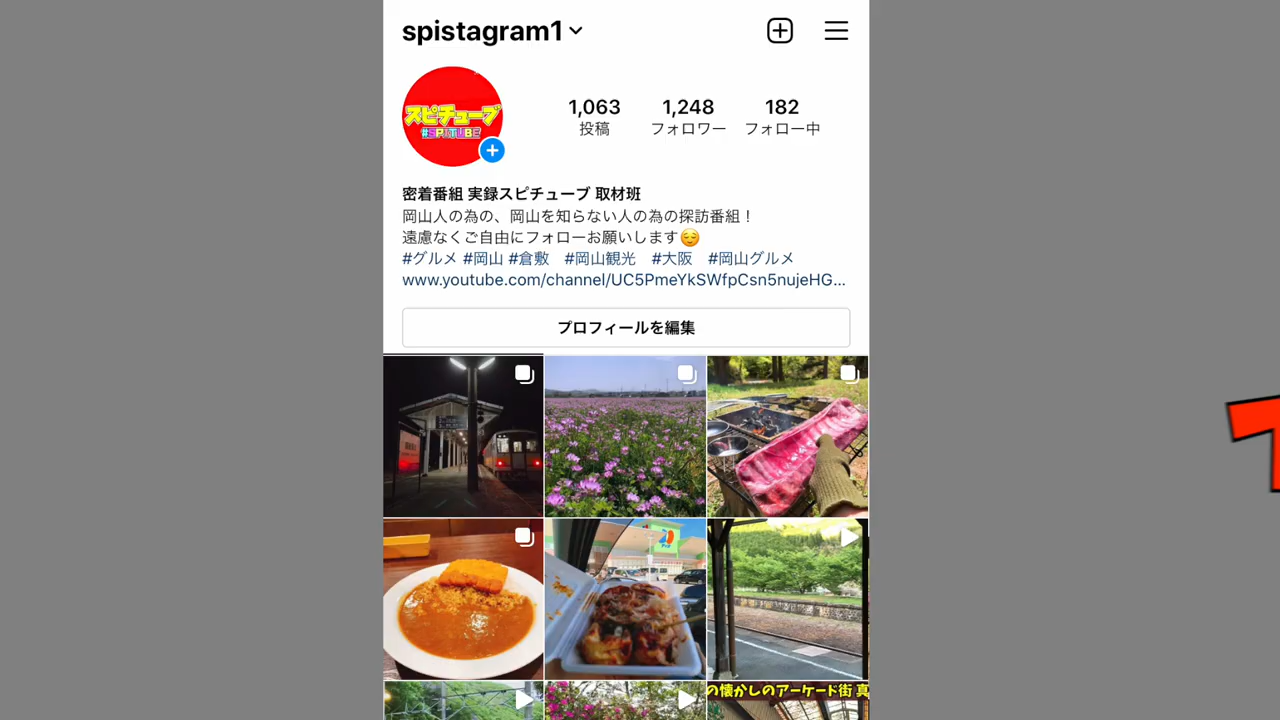 spistagram1
スピチューブ
#SPITUBE
1,063
投稿
1,248
フォロワー
182
フォロー中
密着番組 実録スピチューブ 取材班
岡山人の為の、岡山を知らない人の為の探訪番組！
遠慮なくご自由にフォローお願いします😌
#グルメ #岡山 #倉敷　#岡山観光　#大阪　#岡山グルメ
www.youtube.com/channel/UC5PmeYkSWfpCsn5nujeHG...
プロフィールを編集
の懐かしのアーケード街 真